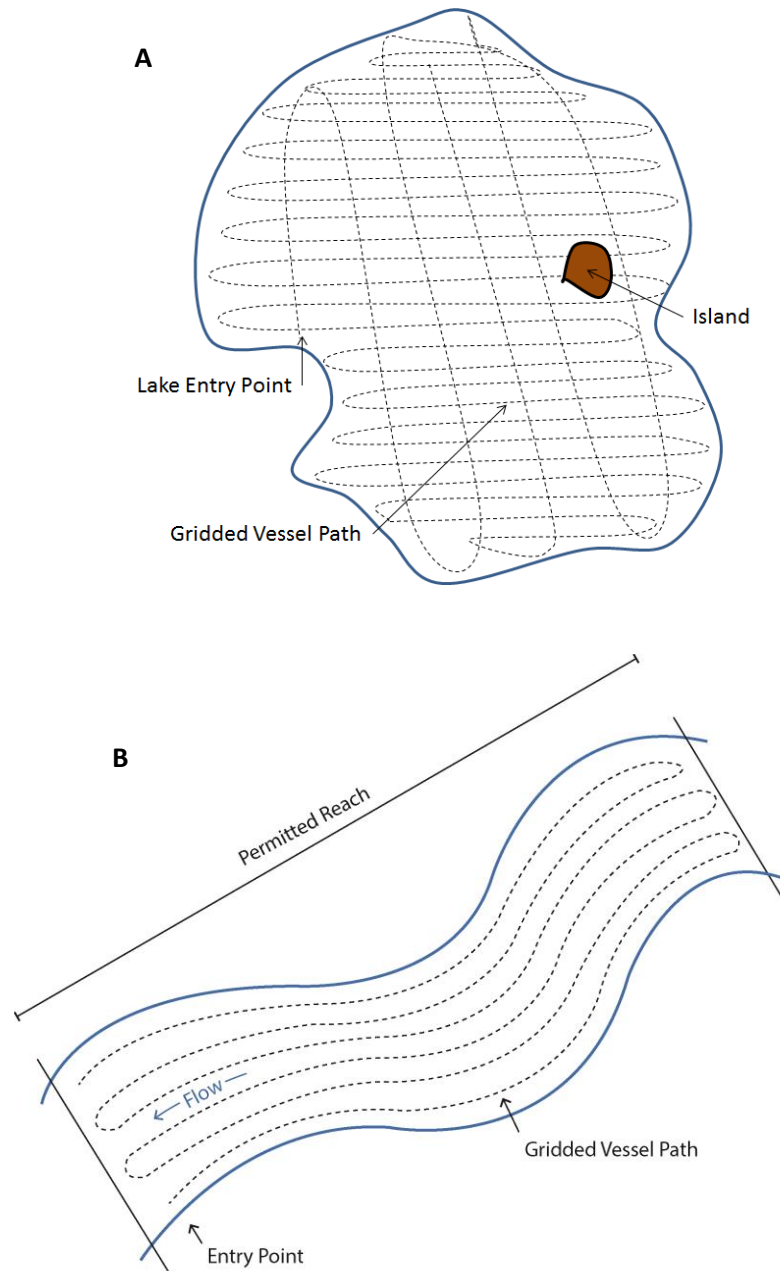 A
Island
Lake Entry Point
Gridded Vessel Path
B
Permitted Reach
Flow
Gridded Vessel Path
Entry Point